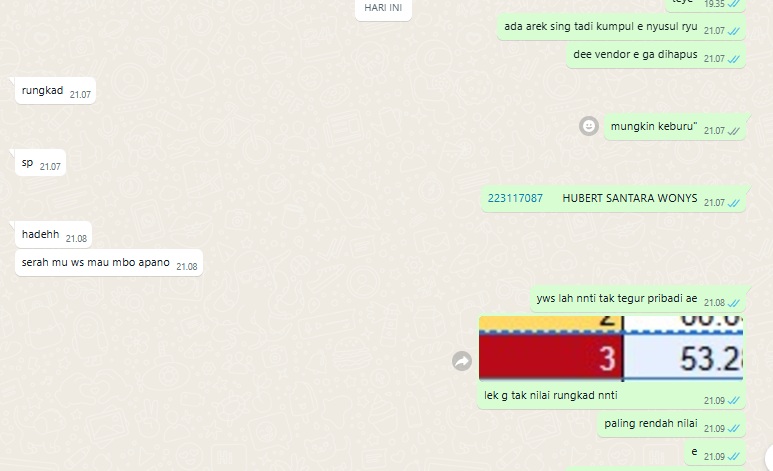 HARI INI
19.35
ada arek sing tadi kumpul e nyusul ryu 21.07
dee vendor e ga dihapus 21.07
rungkad 21.07
mungkin keburu" 21.07
sp 21.07
223117087 HUBERT SANTARA WONYS 21.07
hadehh 21.08
serah mu ws mau mbo apano 21.08
yws lah nnti tak tegur pribadi ae 21.08
2
3 53.28
lek g tak nilai rungkad nnti 21.09
paling rendah nilai 21.09
e 21.09